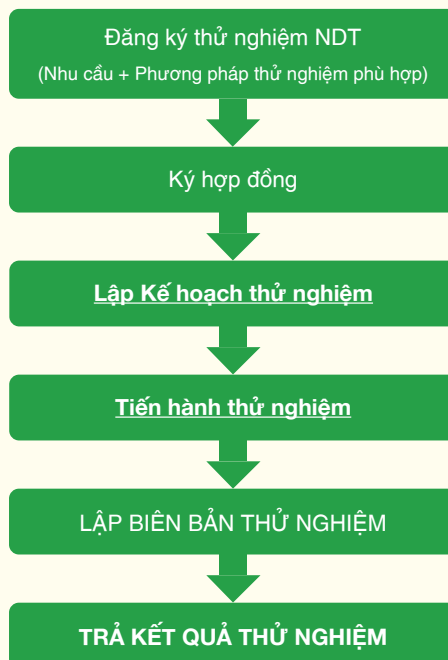 Đăng ký thử nghiệm NDT
(Nhu cầu + Phương pháp thử nghiệm phù hợp)
Ký hợp đồng
Lập Kế hoạch thử nghiệm
Tiến hành thử nghiệm
LẬP BIÊN BẢN THỬ NGHIỆM
TRẢ KẾT QUẢ THỬ NGHIỆM